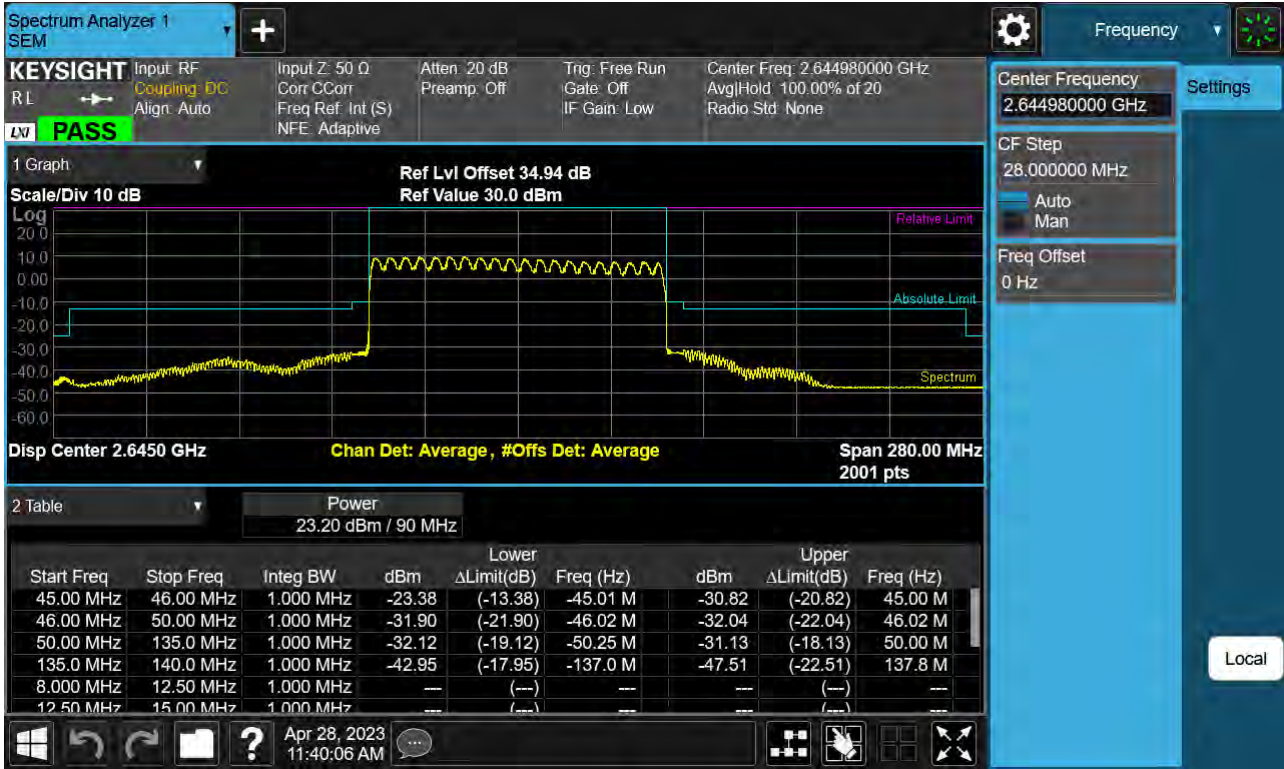 Spectrum Analyzer 1
SEM
Frequency
KEYSIGHT
R L
LXI
PASS
Input: RF
Coupling: DC
Align: Auto
Input Z: 50 Ω
Corr CCorr
Freq Ref: Int (S)
NFE: Adaptive
Atten: 20 dB
Preamp: Off
Trig: Free Run
Gate: Off
IF Gain: Low
Center Freq: 2.644980000 GHz
Avg|Hold: 100.00% of 20
Radio Std: None
Center Frequency
2.644980000 GHz
Settings
CF Step
28.000000 MHz
Auto
Man
Freq Offset
0 Hz
Local
1 Graph
Scale/Div 10 dB
Ref Lvl Offset 34.94 dB
Ref Value 30.0 dBm
Log
20.0
10.0
0.00
-10.0
-20.0
-30.0
-40.0
-50.0
-60.0
Relative Limit
Absolute Limit
Spectrum
Disp Center 2.6450 GHz Chan Det: Average, #Offs Det: Average Span 280.00 MHz
2001 pts
2 Table
Power
23.20 dBm / 90 MHz
Lower Upper
Start Freq Stop Freq Integ BW dBm ΔLimit(dB) Freq (Hz) dBm ΔLimit(dB) Freq (Hz)
45.00 MHz 46.00 MHz 1.000 MHz -23.38 (-13.38) -45.01 M -30.82 (-20.82) 45.00 M
46.00 MHz 50.00 MHz 1.000 MHz -31.90 (-21.90) -46.02 M -32.04 (-22.04) 46.02 M
50.00 MHz 135.0 MHz 1.000 MHz -32.12 (-19.12) -50.25 M -31.13 (-18.13) 50.00 M
135.0 MHz 140.0 MHz 1.000 MHz -42.95 (-17.95) -137.0 M -47.51 (-22.51) 137.8 M
8.000 MHz 12.50 MHz 1.000 MHz --- (---) --- --- (---) ---
12.50 MHz 15.00 MHz 1.000 MHz --- (---) --- --- (---) ---
Apr 28, 2023
11:40:06 AM